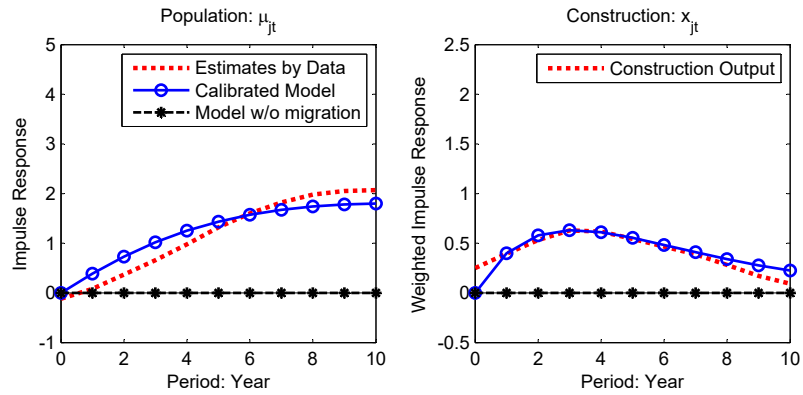 Population: μjt
5
4
3
2
1
0
-1
Impulse Response
Estimates by Data
Calibrated Model
Model w/o migration
0 2 4 6 8 10
Period: Year
Construction: xjt
2.5
2
1.5
1
0.5
0
-0.5
Weighted Impulse Response
Construction Output
0 2 4 6 8 10
Period: Year